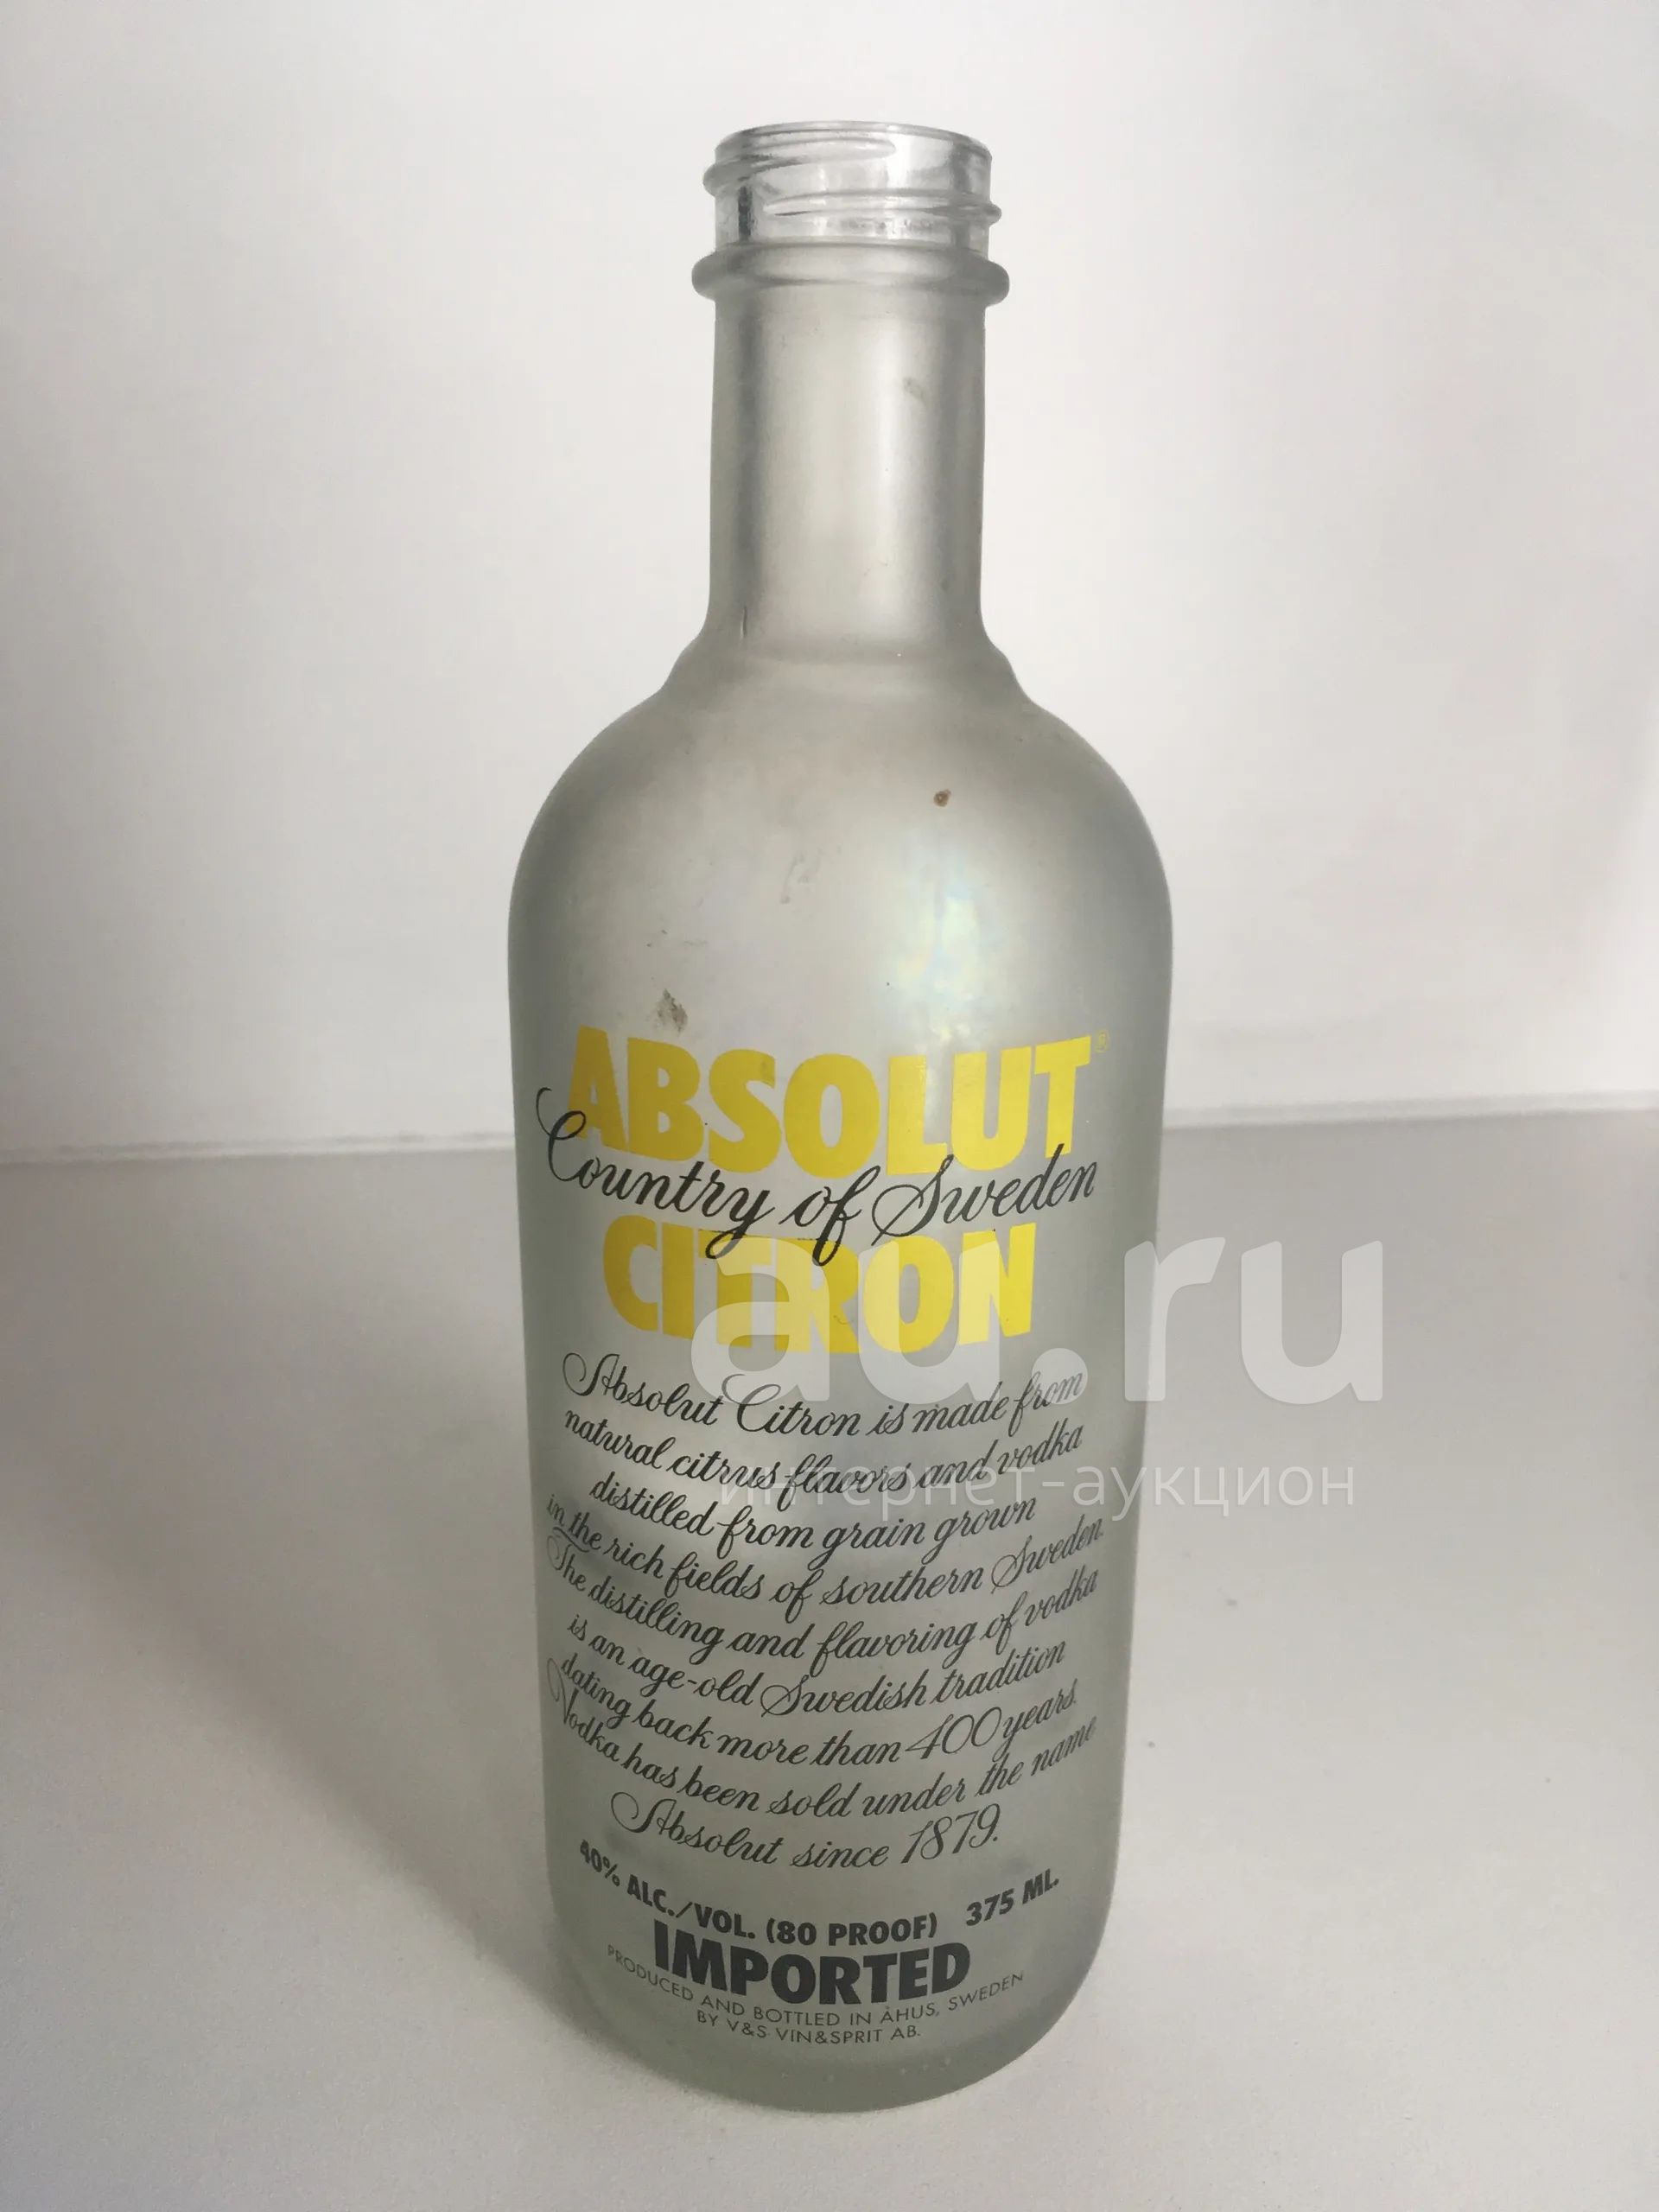 ABSOLUT®
Country of Sweden
CITRON
au.ru
интернет-аукцион
Absolut Citron is made from
natural citrus flavors and vodka
distilled from grain grown
in the rich fields of southern Sweden.
The distilling and flavoring of vodka
is an age-old Swedish tradition
dating back more than 400 years.
Vodka has been sold under the name
Absolut since 1879.
40% ALC./VOL. (80 PROOF) 375 ML.
IMPORTED
PRODUCED AND BOTTLED IN ÅHUS, SWEDEN
BY V&S VIN&SPRIT AB.